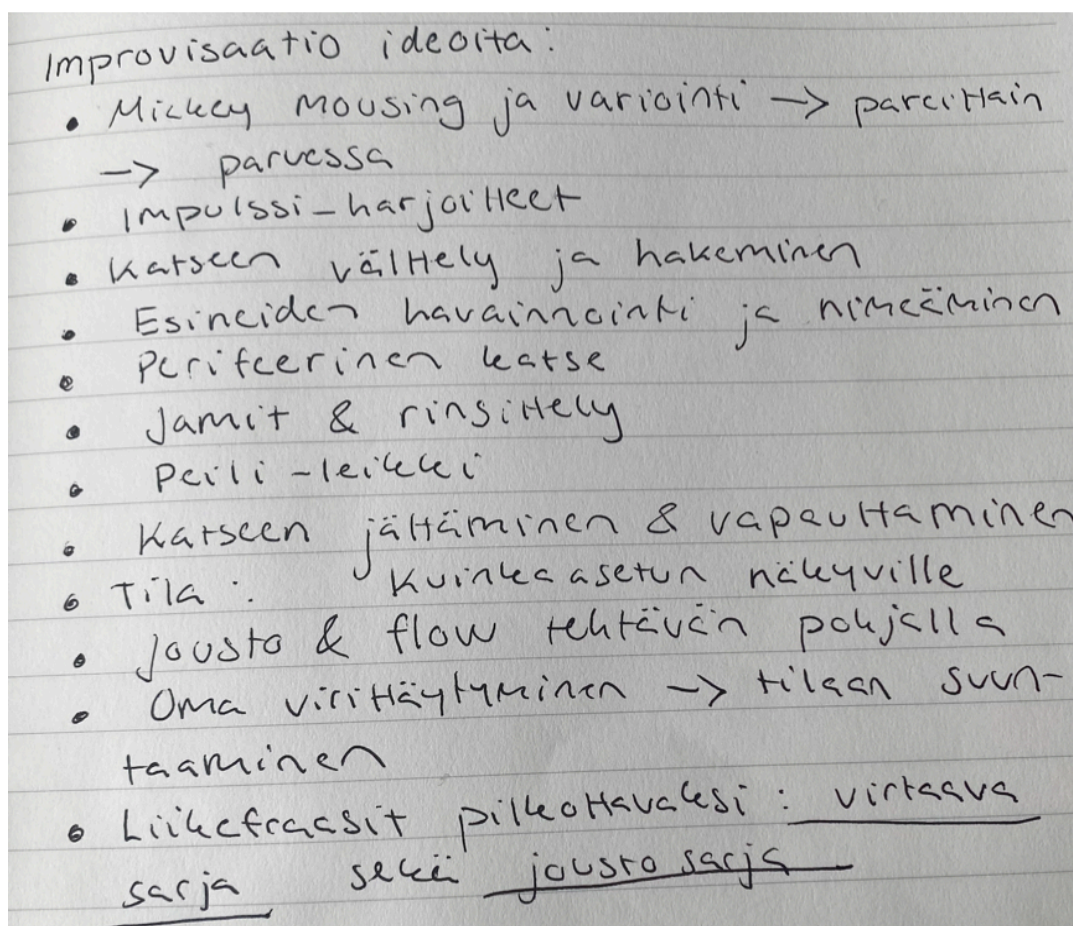 Improvisaatio ideoita:
• Mickey mousing ja variointi → pareittain
→ parvessa
• Impulssi-harjoitteet
• Katseen välttely ja hakeminen
• Esineiden havainnointi ja nimeäminen
• Perifeerinen katse
• Jamit & rinsittely
• Peili-leikki
• Katseen jättäminen & vapauttaminen
• Tila: Kuinka asetun näkyville
• Jousto & flow tehtävän pohjalla
• Oma virittäytyminen → tilaan suun-
taaminen
• Liikefraasit pilkottavaksi: virtaava
sarja sekä jousto sarja